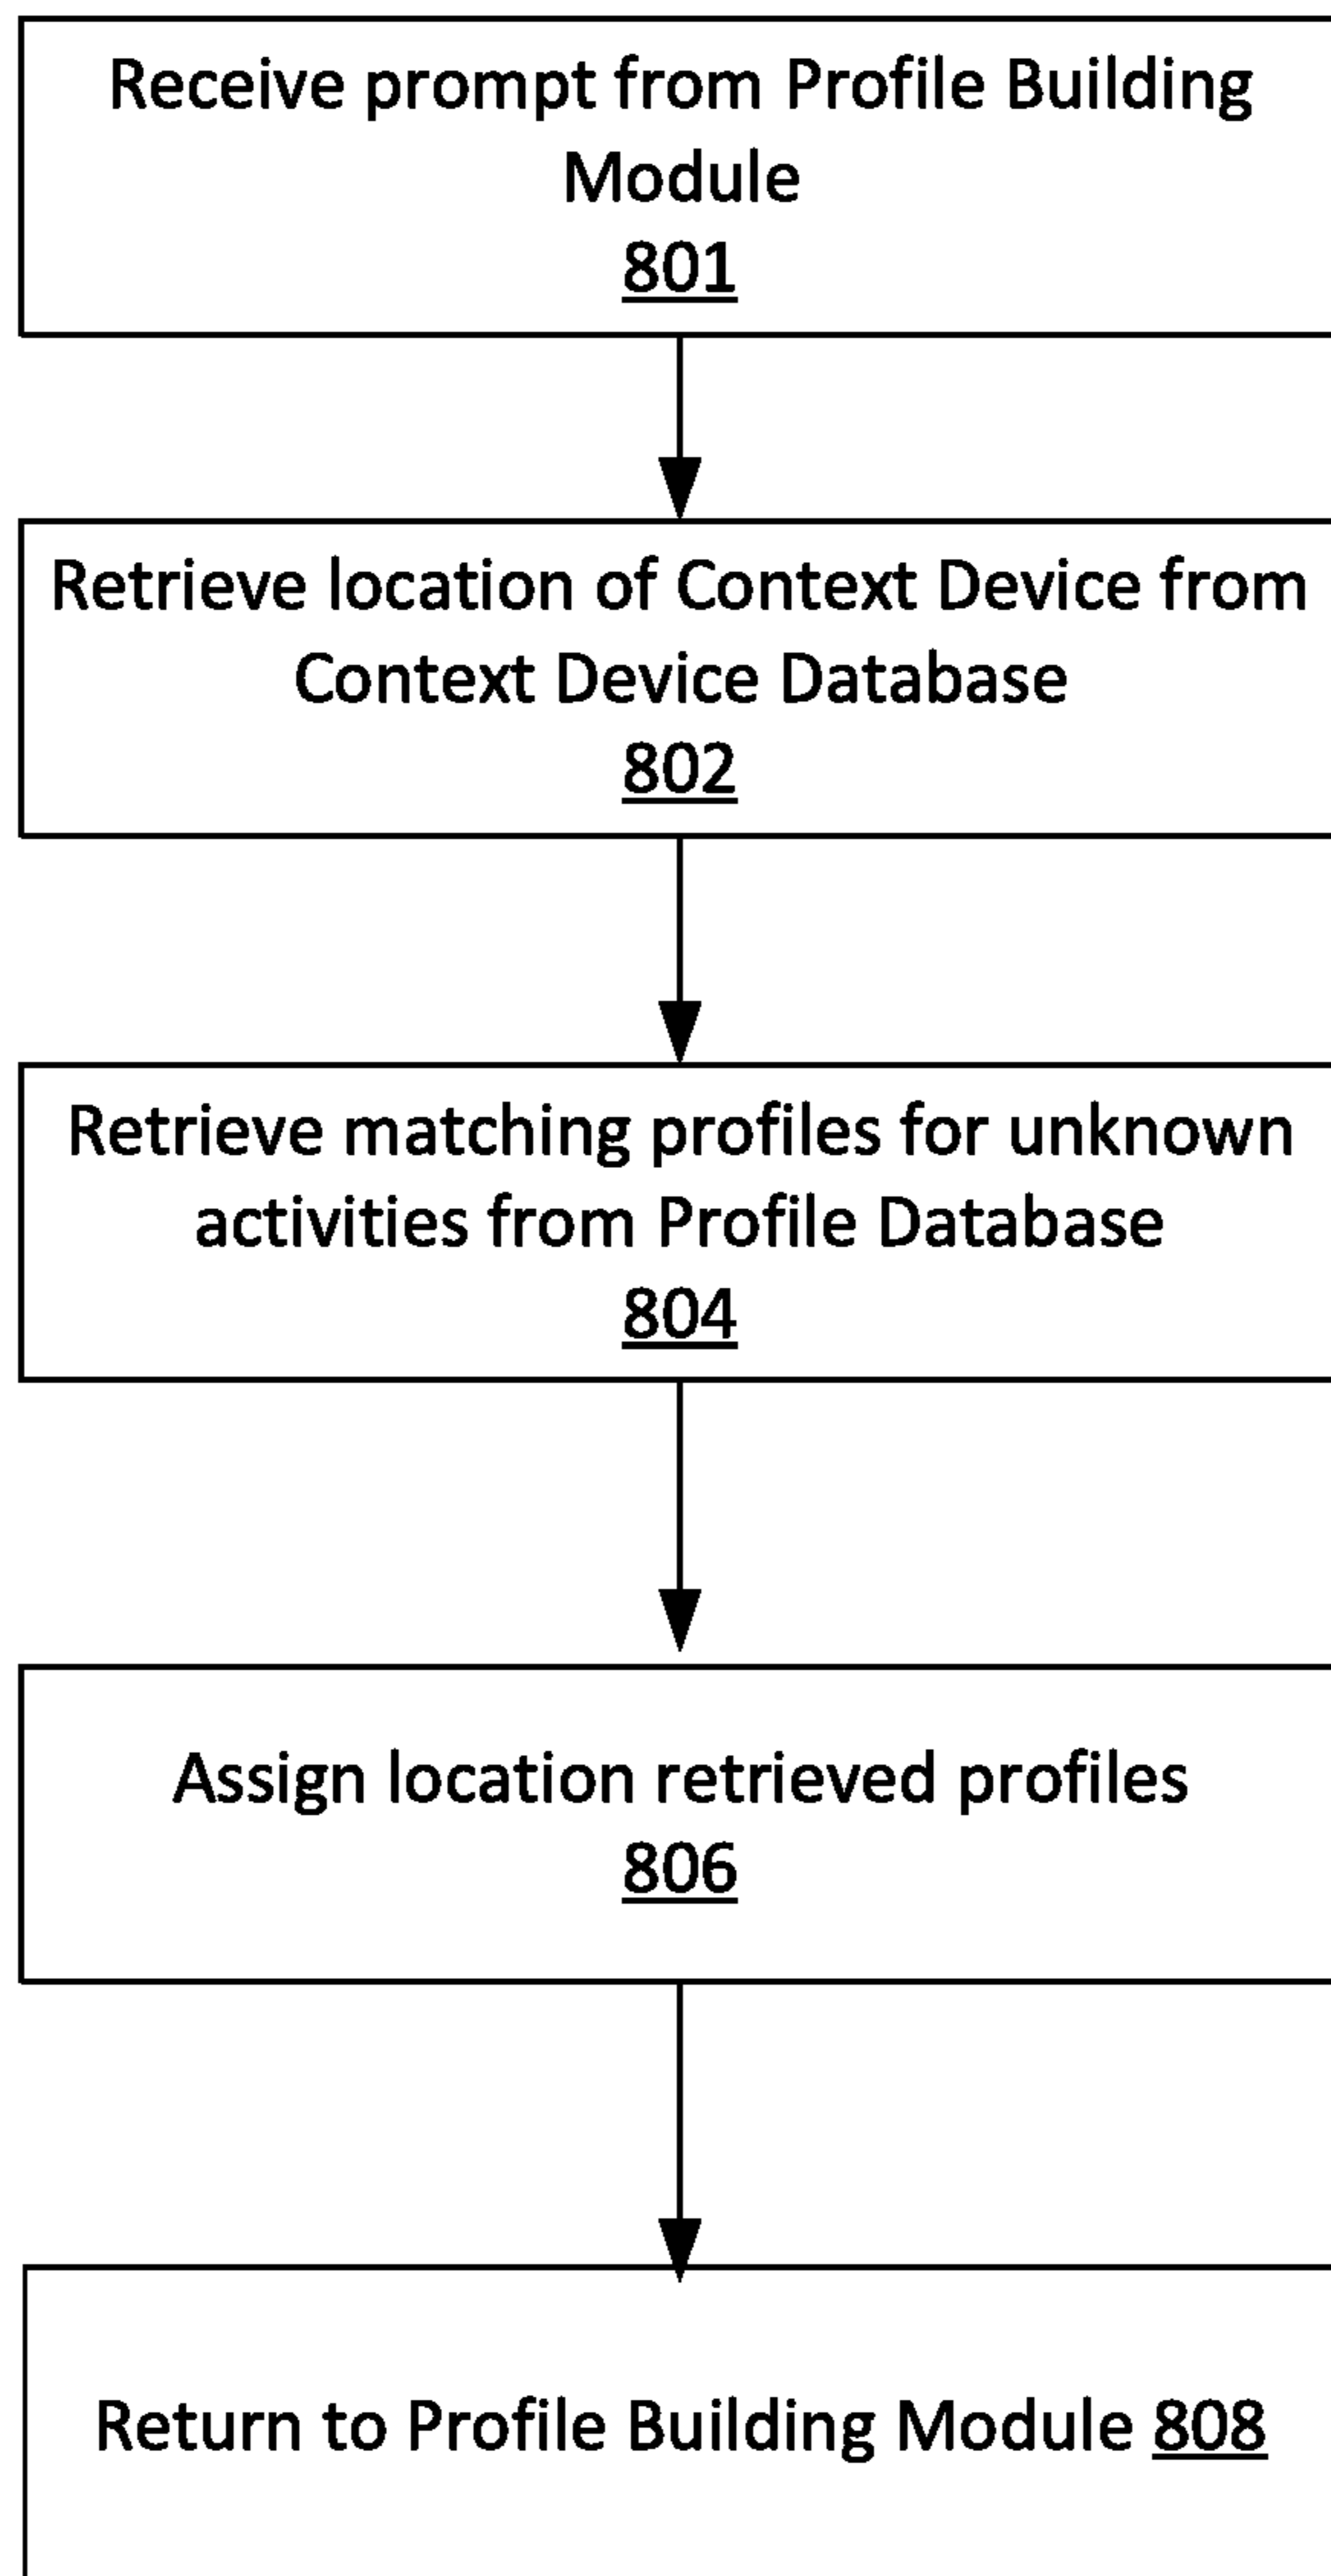 Receive prompt from Profile Building
Module
801
Retrieve location of Context Device from
Context Device Database
802
Retrieve matching profiles for unknown
activities from Profile Database
804
Assign location retrieved profiles
806
Return to Profile Building Module 808